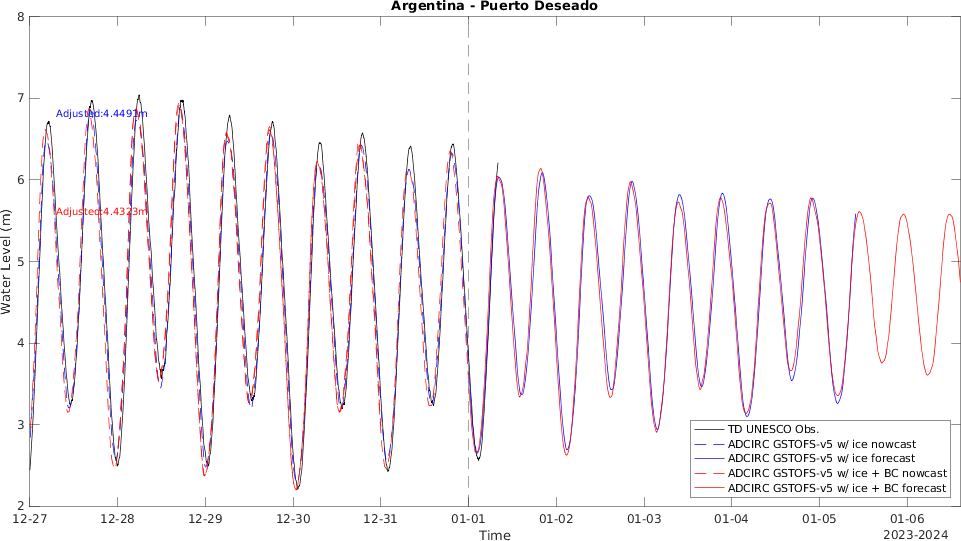 Argentina - Puerto Deseado
8
7
6
5
4
3
2
Water Level (m)
Adjusted:4.4491m
Adjusted:4.4323m
TD UNESCO Obs.
ADCIRC GSTOFS-v5 w/ ice nowcast
ADCIRC GSTOFS-v5 w/ ice forecast
ADCIRC GSTOFS-v5 w/ ice + BC nowcast
ADCIRC GSTOFS-v5 w/ ice + BC forecast
12-27 12-28 12-29 12-30 12-31 01-01 01-02 01-03 01-04 01-05 01-06
Time
2023-2024